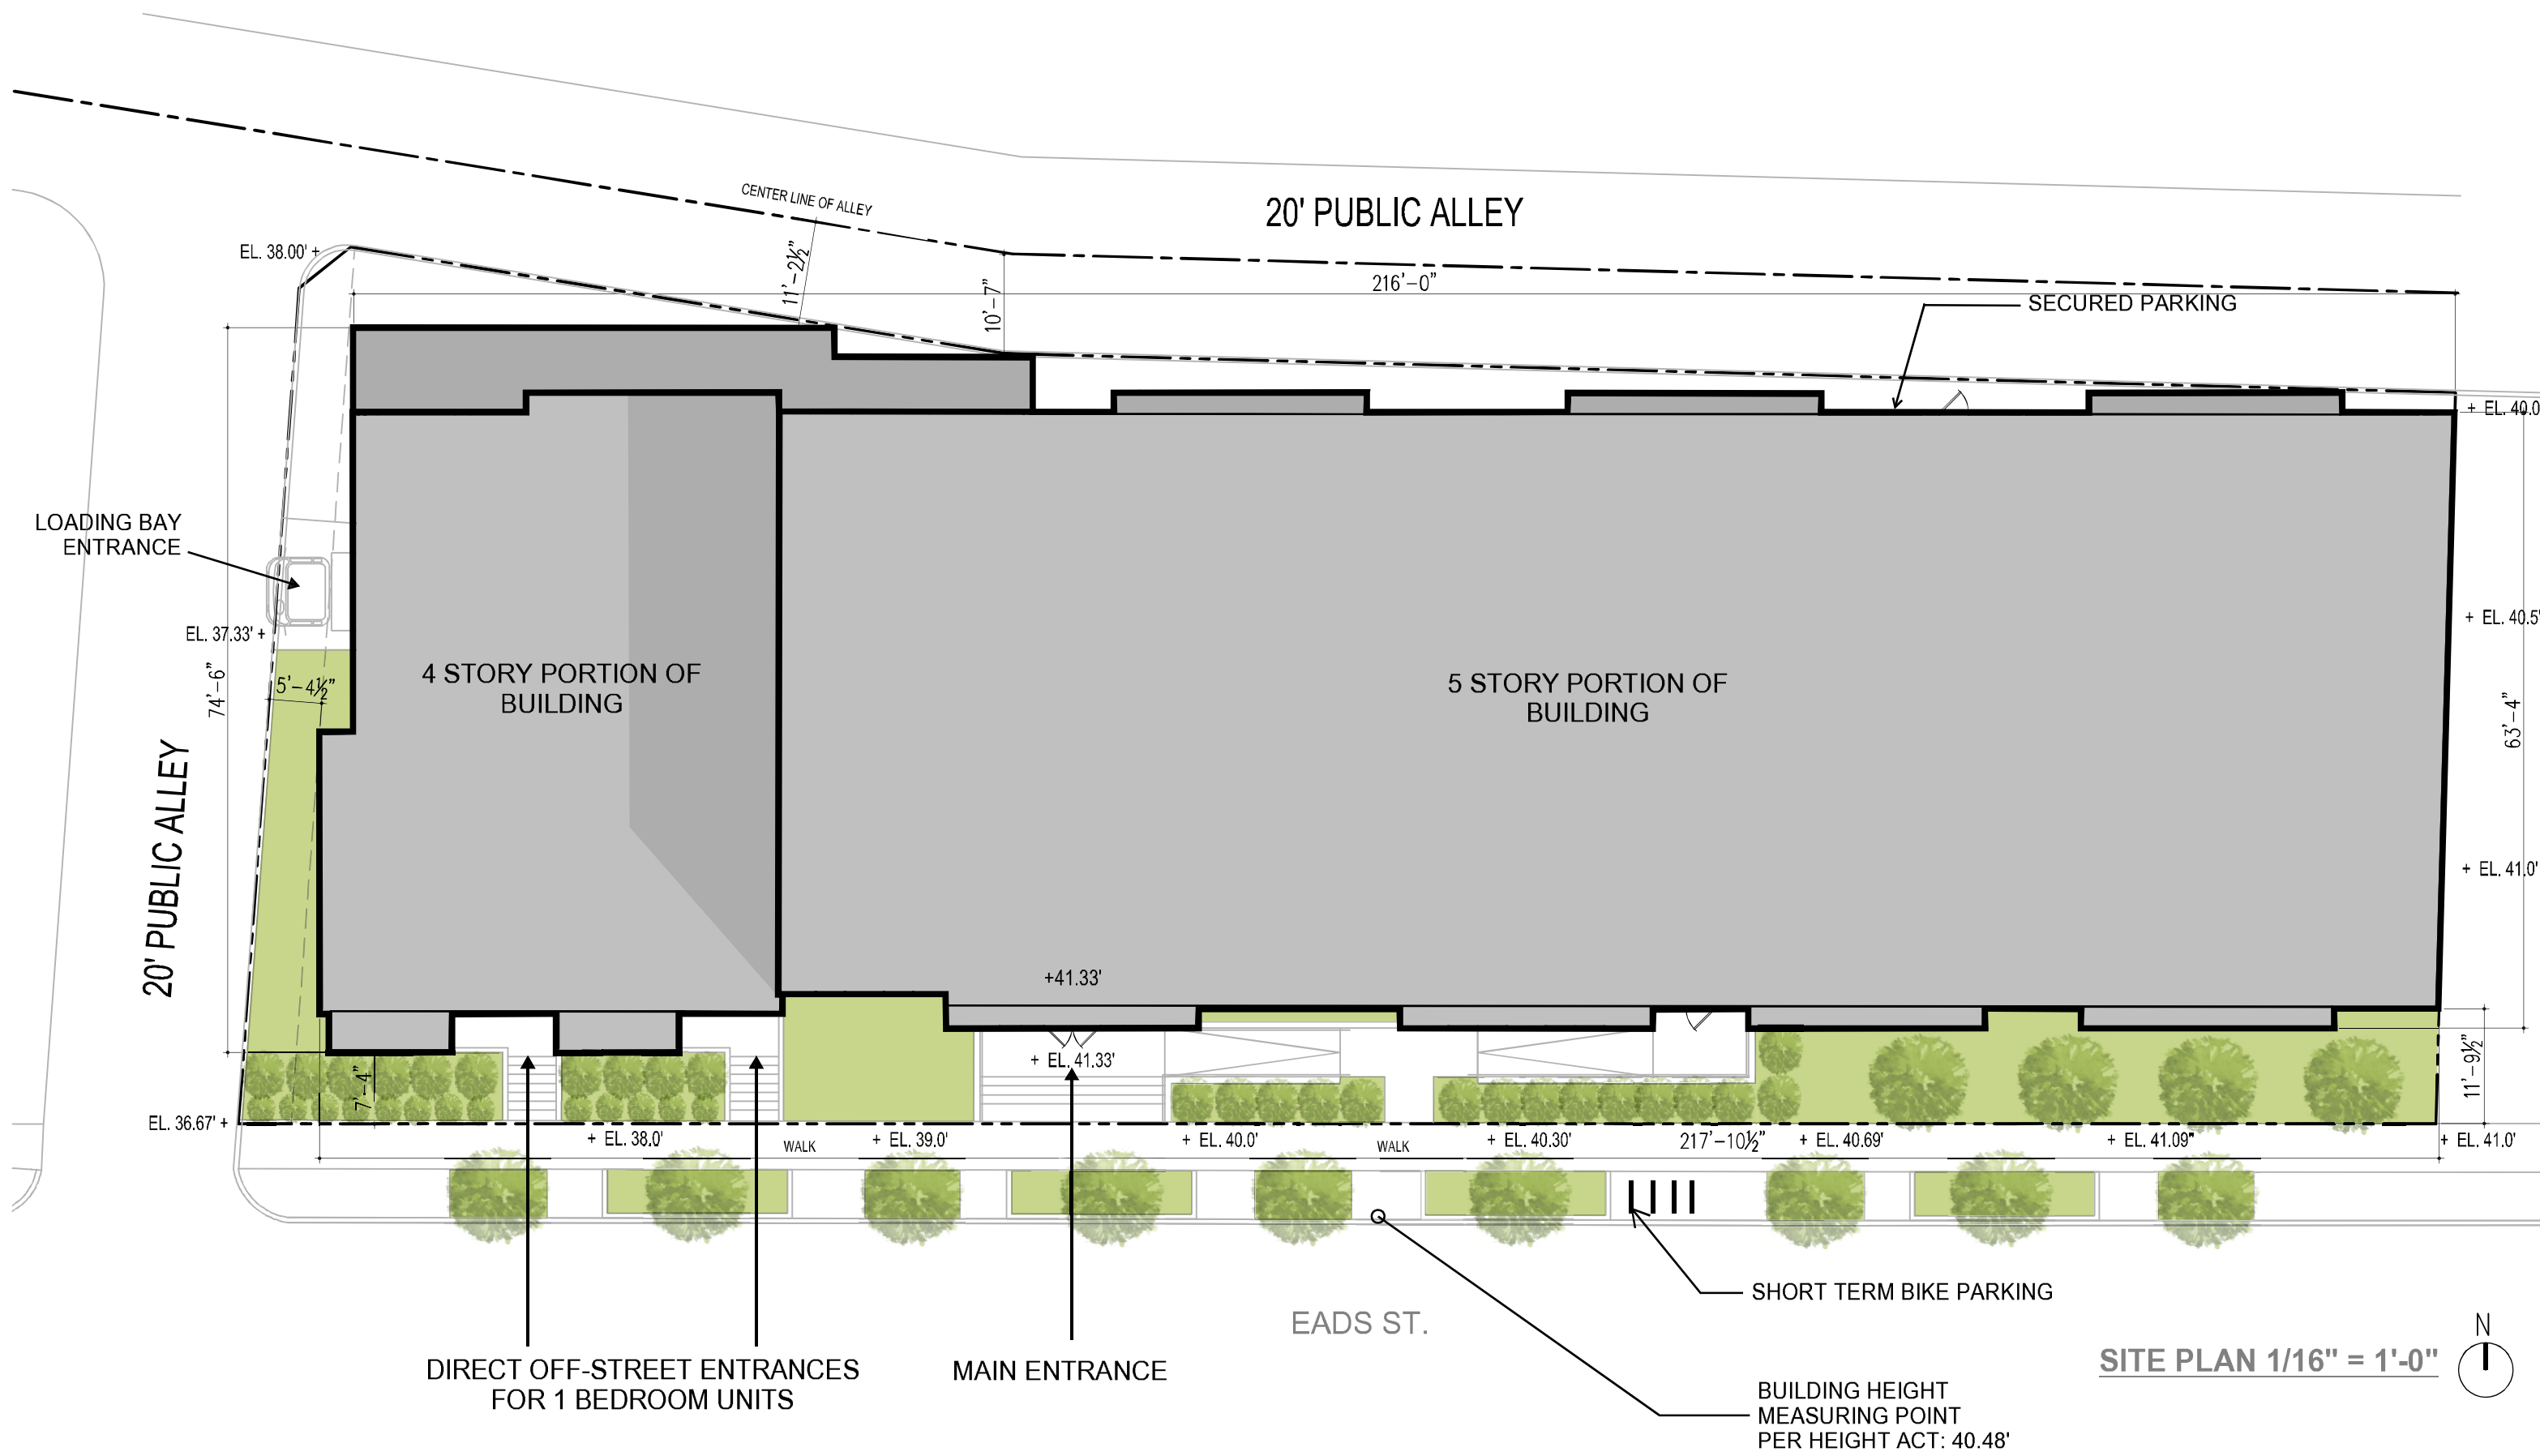 CENTER LINE OF ALLEY
20' PUBLIC ALLEY
EL. 38.00' +
11'-2½"
10'-7"
216'-0"
SECURED PARKING
+ EL. 40.0
LOADING BAY
ENTRANCE
EL. 37.33' +
+ EL. 40.5'
74'-6"
5'-4½"
4 STORY PORTION OF
BUILDING
5 STORY PORTION OF
BUILDING
63'-4"
20' PUBLIC ALLEY
+ EL. 41.0'
+41.33'
+ EL. 41.33'
7'-4"
11'-9½"
EL. 36.67' +
+ EL. 38.0'
WALK
+ EL. 39.0'
+ EL. 40.0'
WALK
+ EL. 40.30'
217'-10½"
+ EL. 40.69'
+ EL. 41.09"
+ EL. 41.0'
SHORT TERM BIKE PARKING
EADS ST.
N
SITE PLAN 1/16" = 1'-0"
DIRECT OFF-STREET ENTRANCES
FOR 1 BEDROOM UNITS
MAIN ENTRANCE
BUILDING HEIGHT
MEASURING POINT
PER HEIGHT ACT: 40.48'